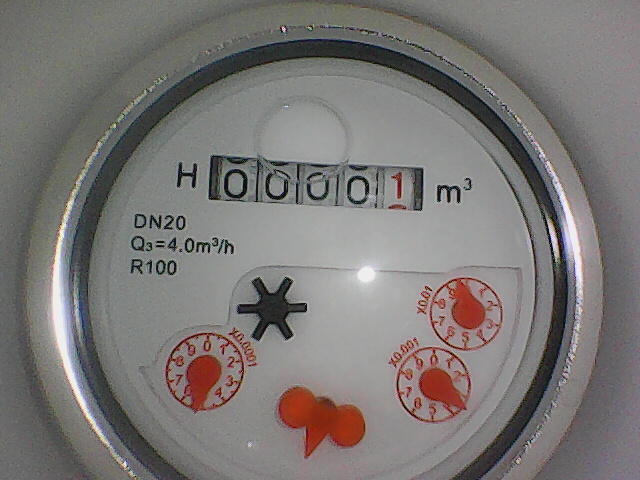 H 00001 m³
DN20
Q₃=4.0m³/h
R100
X0.01
X0.001
X0.0001